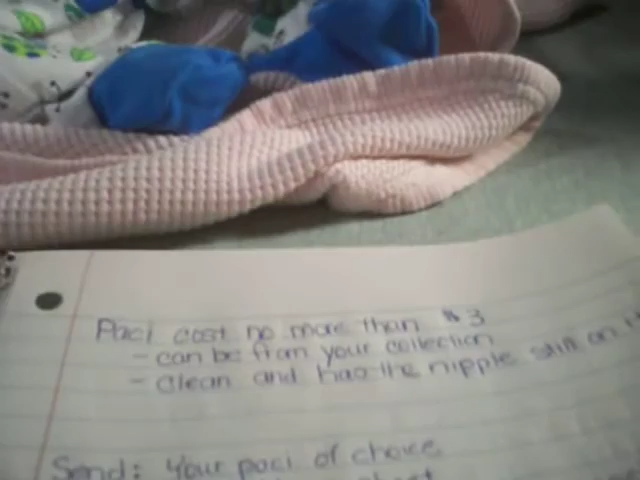 Paci cost no more than $3
- can be from your collection
- clean and has the nipple still on it
Send: your paci of choice